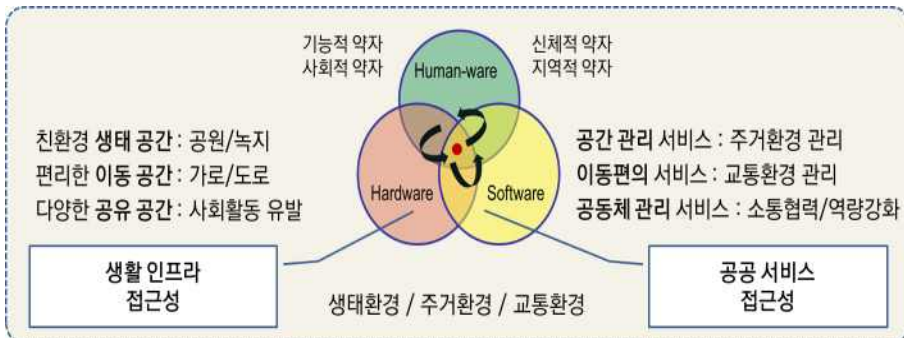 기능적 약자
사회적 약자
신체적 약자
지역적 약자
Human-ware
친환경 생태 공간 : 공원/녹지
편리한 이동 공간 : 가로/도로
다양한 공유 공간 : 사회활동 유발
Hardware
Software
공간 관리 서비스 : 주거환경 관리
이동편의 서비스 : 교통환경 관리
공동체 관리 서비스 : 소통협력/역량강화
생활 인프라
접근성
생태환경 / 주거환경 / 교통환경
공공 서비스
접근성